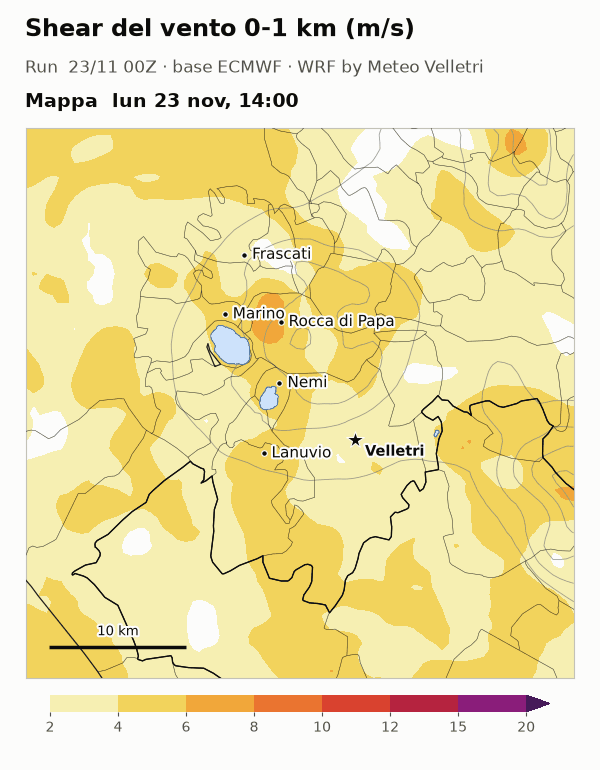 Shear del vento 0-1 km (m/s)
Run  23/11 00Z · base ECMWF · WRF by Meteo Velletri
Mappa  lun 23 nov, 14:00
Frascati
Marino
Rocca di Papa
Nemi
Velletri
Lanuvio
10 km
2 4 6 8 10 12 15 20